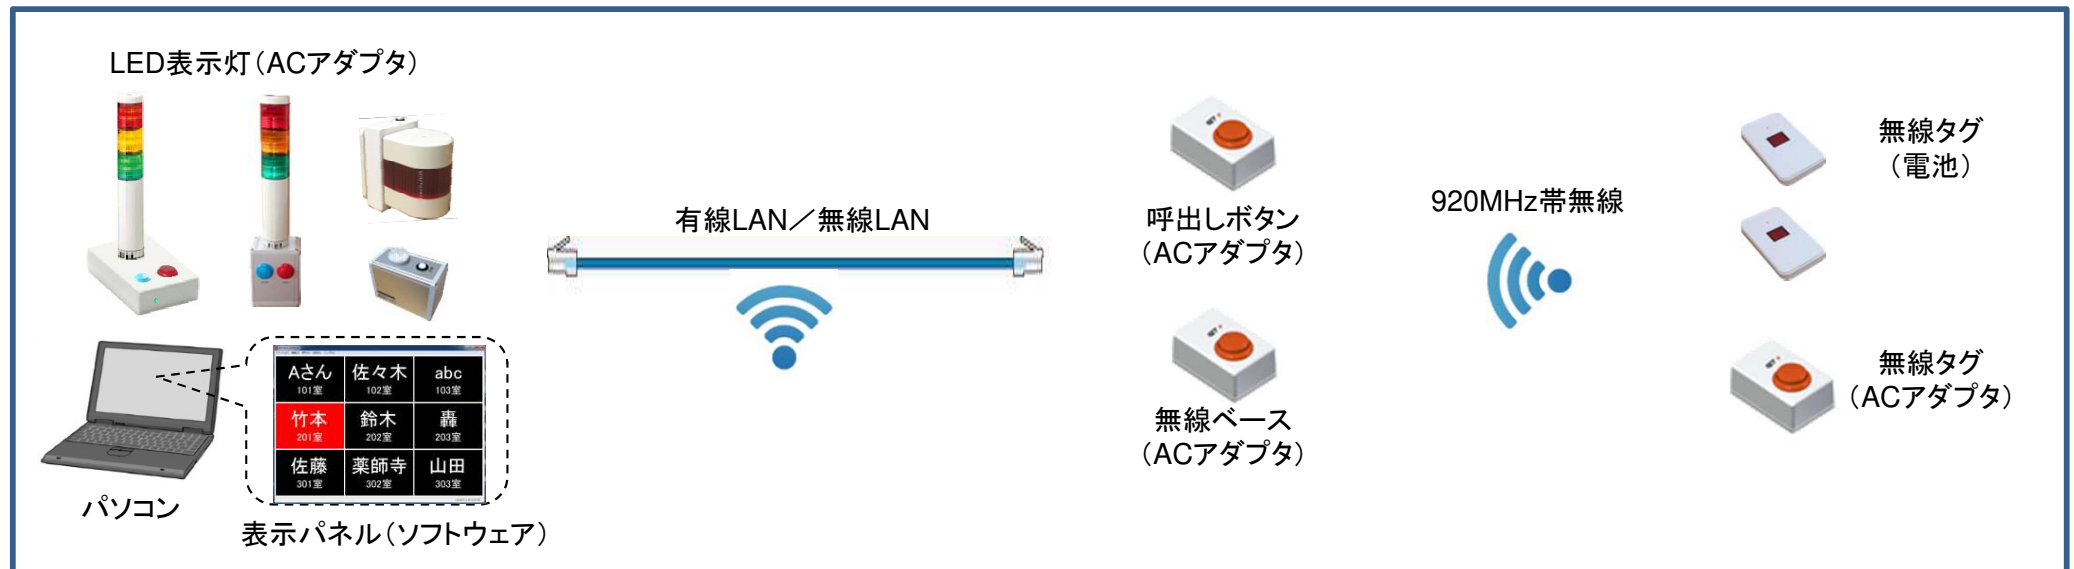 LED表示灯（ACアダプタ）
有線LAN／無線LAN
呼出しボタン
（ACアダプタ）
920MHz帯無線
無線タグ
（電池）
無線ベース
（ACアダプタ）
無線タグ
（ACアダプタ）
Aさん
101室
佐々木
102室
abc
103室
竹本
201室
鈴木
202室
轟
203室
佐藤
301室
薬師寺
302室
山田
303室
パソコン
表示パネル（ソフトウェア）